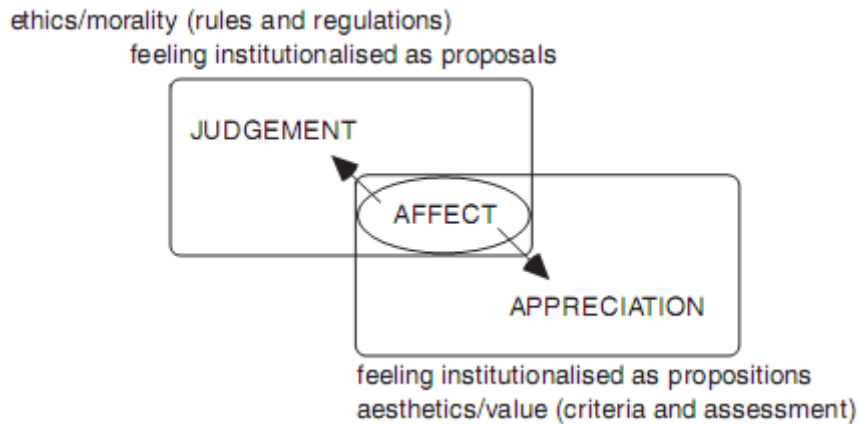 ethics/morality (rules and regulations)
feeling institutionalised as proposals
JUDGEMENT
AFFECT
APPRECIATION
feeling institutionalised as propositions
aesthetics/value (criteria and assessment)